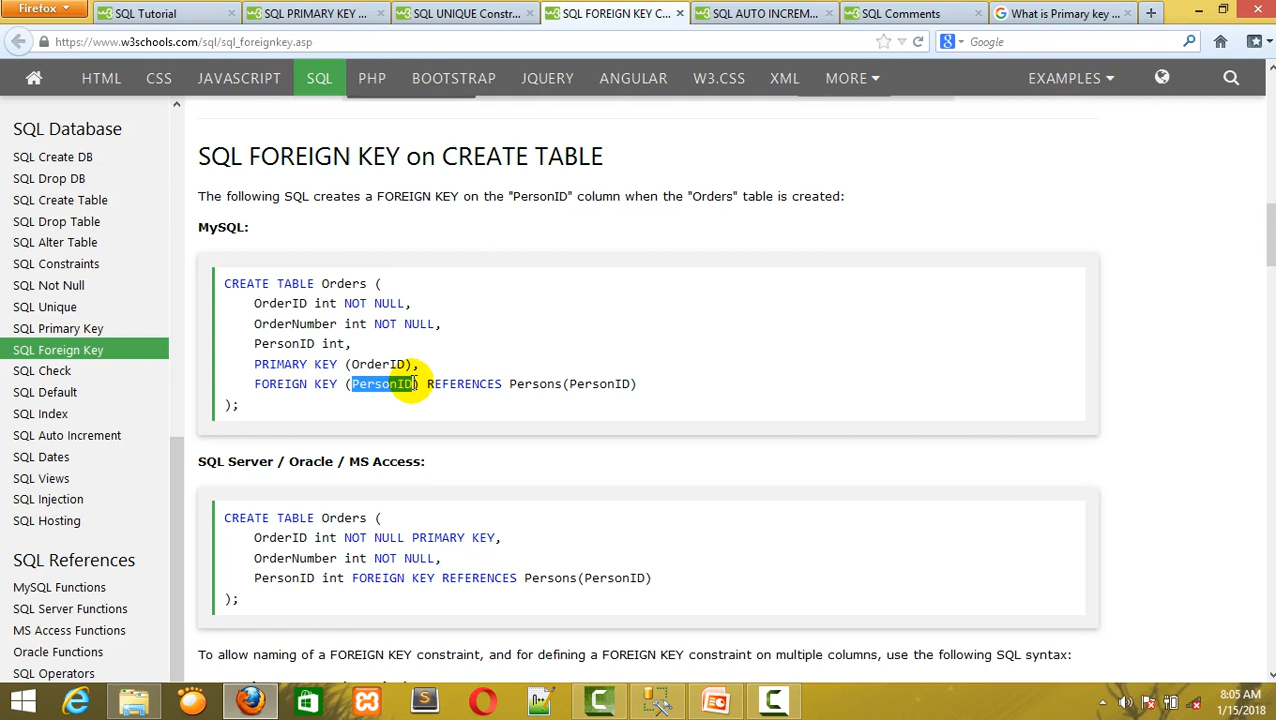 Firefox
SQL Tutorial
SQL PRIMARY KEY ...
SQL UNIQUE Constr...
SQL FOREIGN KEY C...
SQL AUTO INCREM...
SQL Comments
What is Primary key ...
https://www.w3schools.com/sql/sql_foreignkey.asp
Google
HTML CSS JAVASCRIPT SQL PHP BOOTSTRAP JQUERY ANGULAR W3.CSS XML MORE EXAMPLES
SQL Database
SQL Create DB
SQL Drop DB
SQL Create Table
SQL Drop Table
SQL Alter Table
SQL Constraints
SQL Not Null
SQL Unique
SQL Primary Key
SQL Foreign Key
SQL Check
SQL Default
SQL Index
SQL Auto Increment
SQL Dates
SQL Views
SQL Injection
SQL Hosting
SQL References
MySQL Functions
SQL Server Functions
MS Access Functions
Oracle Functions
SQL Operators
SQL FOREIGN KEY on CREATE TABLE
The following SQL creates a FOREIGN KEY on the "PersonID" column when the "Orders" table is created:
MySQL:
CREATE TABLE Orders (
OrderID int NOT NULL,
OrderNumber int NOT NULL,
PersonID int,
PRIMARY KEY (OrderID),
FOREIGN KEY (PersonID) REFERENCES Persons(PersonID)
);
SQL Server / Oracle / MS Access:
CREATE TABLE Orders (
OrderID int NOT NULL PRIMARY KEY,
OrderNumber int NOT NULL,
PersonID int FOREIGN KEY REFERENCES Persons(PersonID)
);
To allow naming of a FOREIGN KEY constraint, and for defining a FOREIGN KEY constraint on multiple columns, use the following SQL syntax:
8:05 AM
1/15/2018